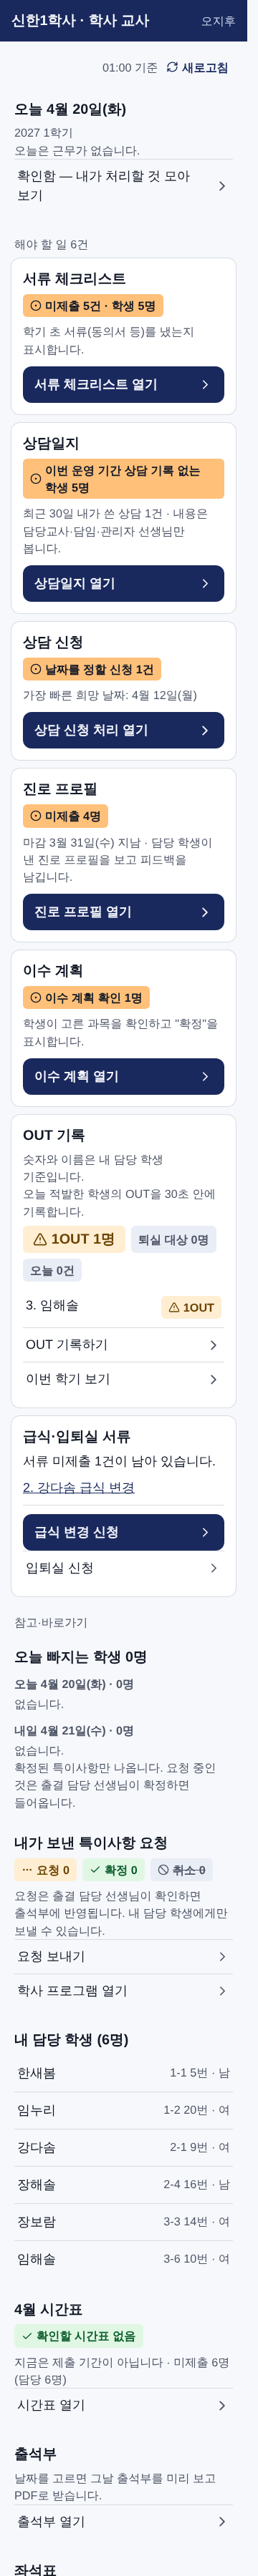 신한1학사 · 학사 교사
오지후
01:00 기준
새로고침
오늘 4월 20일(화)
2027 1학기
오늘은 근무가 없습니다.
확인함 — 내가 처리할 것 모아
보기
해야 할 일 6건
서류 체크리스트
미제출 5건 · 학생 5명
학기 초 서류(동의서 등)를 냈는지
표시합니다.
서류 체크리스트 열기
상담일지
이번 운영 기간 상담 기록 없는
학생 5명
최근 30일 내가 쓴 상담 1건 · 내용은
담당교사·담임·관리자 선생님만
봅니다.
상담일지 열기
상담 신청
날짜를 정할 신청 1건
가장 빠른 희망 날짜: 4월 12일(월)
상담 신청 처리 열기
진로 프로필
미제출 4명
마감 3월 31일(수) 지남 · 담당 학생이
낸 진로 프로필을 보고 피드백을
남깁니다.
진로 프로필 열기
이수 계획
이수 계획 확인 1명
학생이 고른 과목을 확인하고 "확정"을
표시합니다.
이수 계획 열기
OUT 기록
숫자와 이름은 내 담당 학생
기준입니다.
오늘 적발한 학생의 OUT을 30초 안에
기록합니다.
1OUT 1명
퇴실 대상 0명
오늘 0건
3. 임해솔
1OUT
OUT 기록하기
이번 학기 보기
급식·입퇴실 서류
서류 미제출 1건이 남아 있습니다.
2. 강다솜 급식 변경
급식 변경 신청
입퇴실 신청
참고·바로가기
오늘 빠지는 학생 0명
오늘 4월 20일(화) · 0명
없습니다.
내일 4월 21일(수) · 0명
없습니다.
확정된 특이사항만 나옵니다. 요청 중인
것은 출결 담당 선생님이 확정하면
들어옵니다.
내가 보낸 특이사항 요청
요청 0
확정 0
취소 0
요청은 출결 담당 선생님이 확인하면
출석부에 반영됩니다. 내 담당 학생에게만
보낼 수 있습니다.
요청 보내기
학사 프로그램 열기
내 담당 학생 (6명)
한새봄
1-1 5번 · 남
임누리
1-2 20번 · 여
강다솜
2-1 9번 · 여
장해솔
2-4 16번 · 남
장보람
3-3 14번 · 여
임해솔
3-6 10번 · 여
4월 시간표
확인할 시간표 없음
지금은 제출 기간이 아닙니다 · 미제출 6명
(담당 6명)
시간표 열기
출석부
날짜를 고르면 그날 출석부를 미리 보고
PDF로 받습니다.
출석부 열기
좌석표